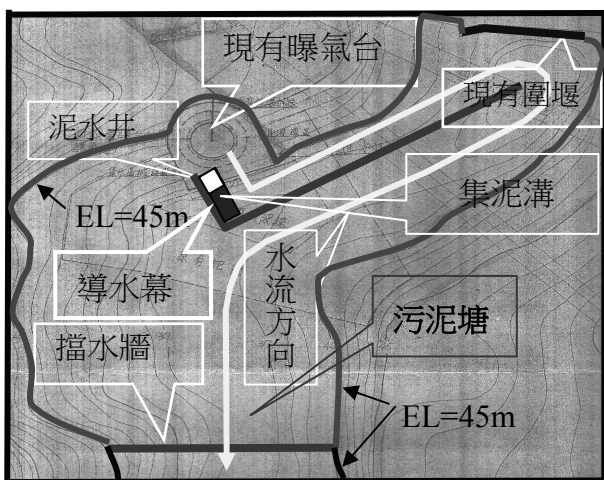 現有曝氣台
現有圍堰
泥水井
集泥溝
EL=45m
導水幕
水流方向
污泥塘
擋水牆
EL=45m